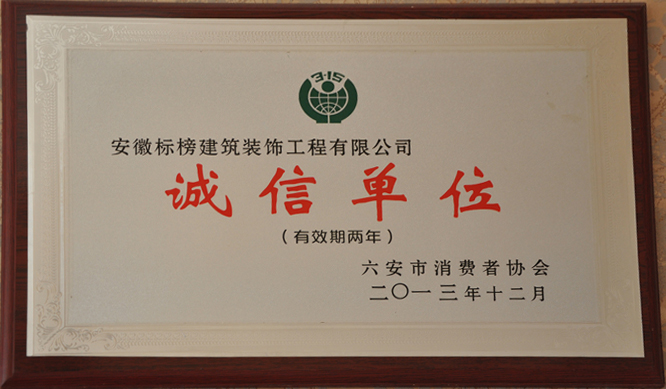 3·15
安徽标榜建筑装饰工程有限公司
诚信单位
（有效期两年）
六安市消费者协会
二〇一三年十二月